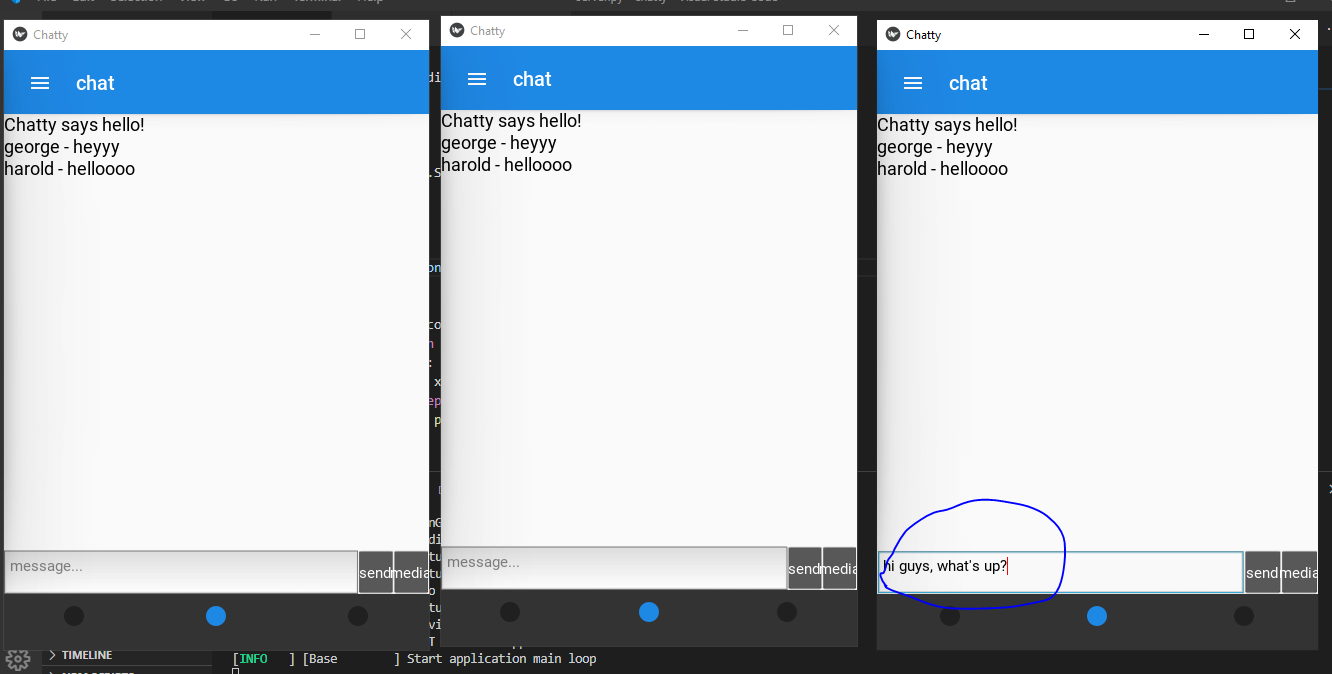 Chatty
chat
Chatty says hello!
george - heyyy
harold - helloooo
message...
send
media
Chatty
chat
Chatty says hello!
george - heyyy
harold - helloooo
message...
send
media
Chatty
chat
Chatty says hello!
george - heyyy
harold - helloooo
hi guys, what's up?
send
media
TIMELINE
[INFO   ] [Base        ] Start application main loop